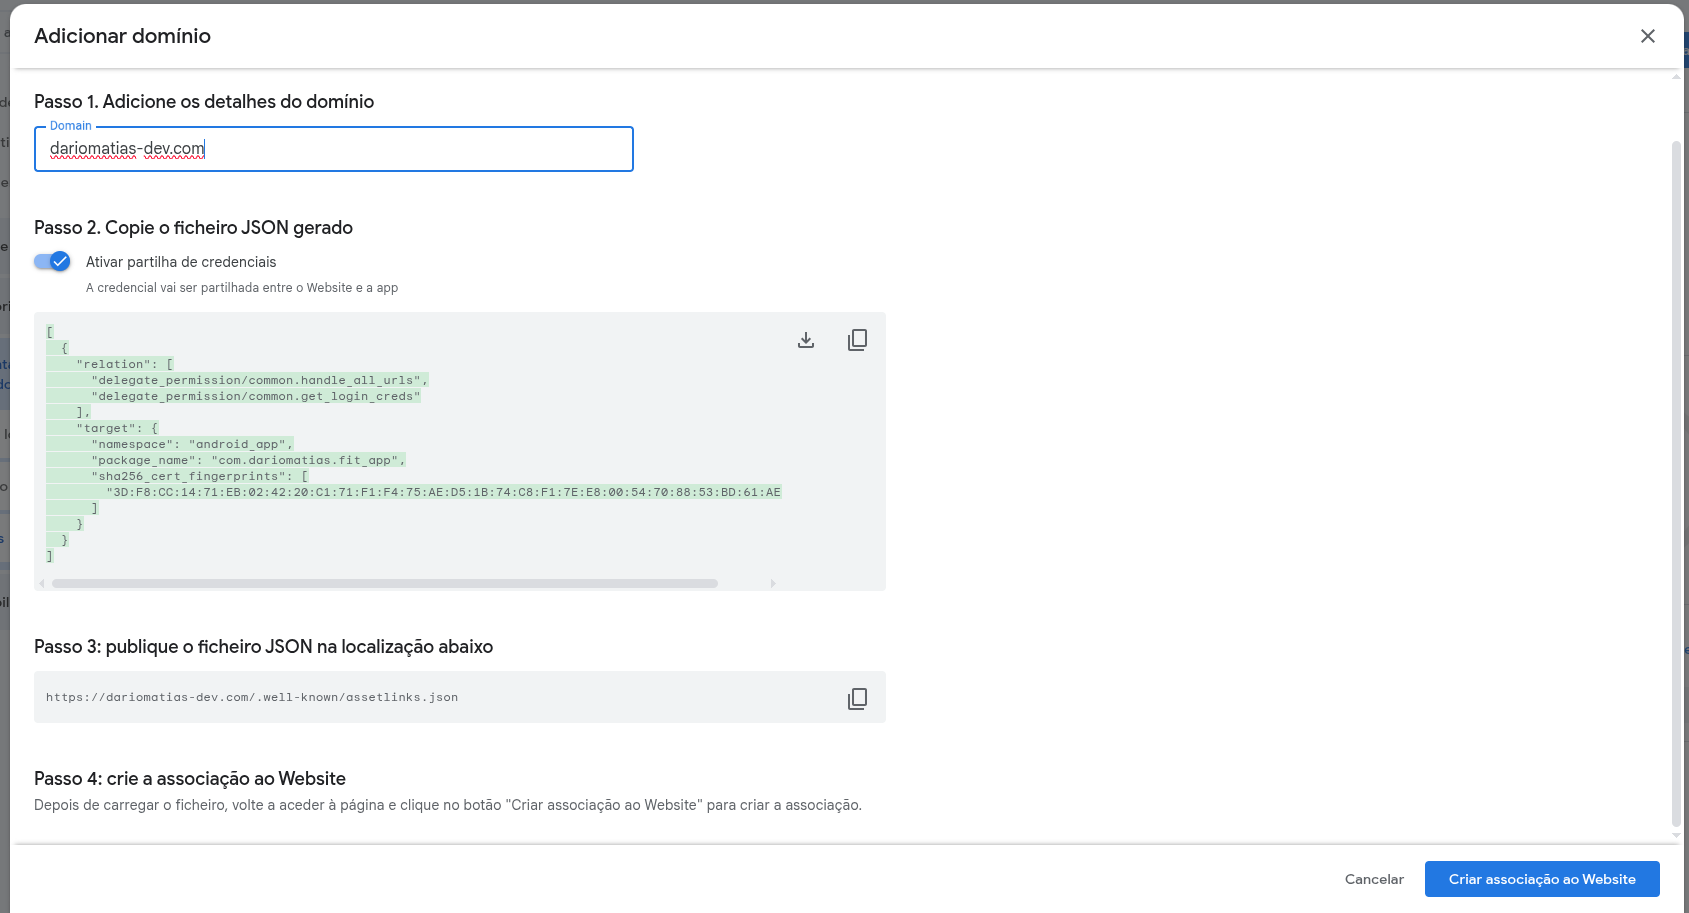 Adicionar domínio
Passo 1. Adicione os detalhes do domínio
Domain
dariomatias-dev.com
Passo 2. Copie o ficheiro JSON gerado
Ativar partilha de credenciais
A credencial vai ser partilhada entre o Website e a app
[
  {
    "relation": [
      "delegate_permission/common.handle_all_urls",
      "delegate_permission/common.get_login_creds"
    ],
    "target": {
      "namespace": "android_app",
      "package_name": "com.dariomatias.fit_app",
      "sha256_cert_fingerprints": [
        "3D:F8:CC:14:71:EB:02:42:20:C1:71:F1:F4:75:AE:D5:1B:74:C8:F1:7E:E8:00:54:70:88:53:BD:61:AE
      ]
    }
  }
]
Passo 3: publique o ficheiro JSON na localização abaixo
https://dariomatias-dev.com/.well-known/assetlinks.json
Passo 4: crie a associação ao Website
Depois de carregar o ficheiro, volte a aceder à página e clique no botão "Criar associação ao Website" para criar a associação.
Cancelar
Criar associação ao Website